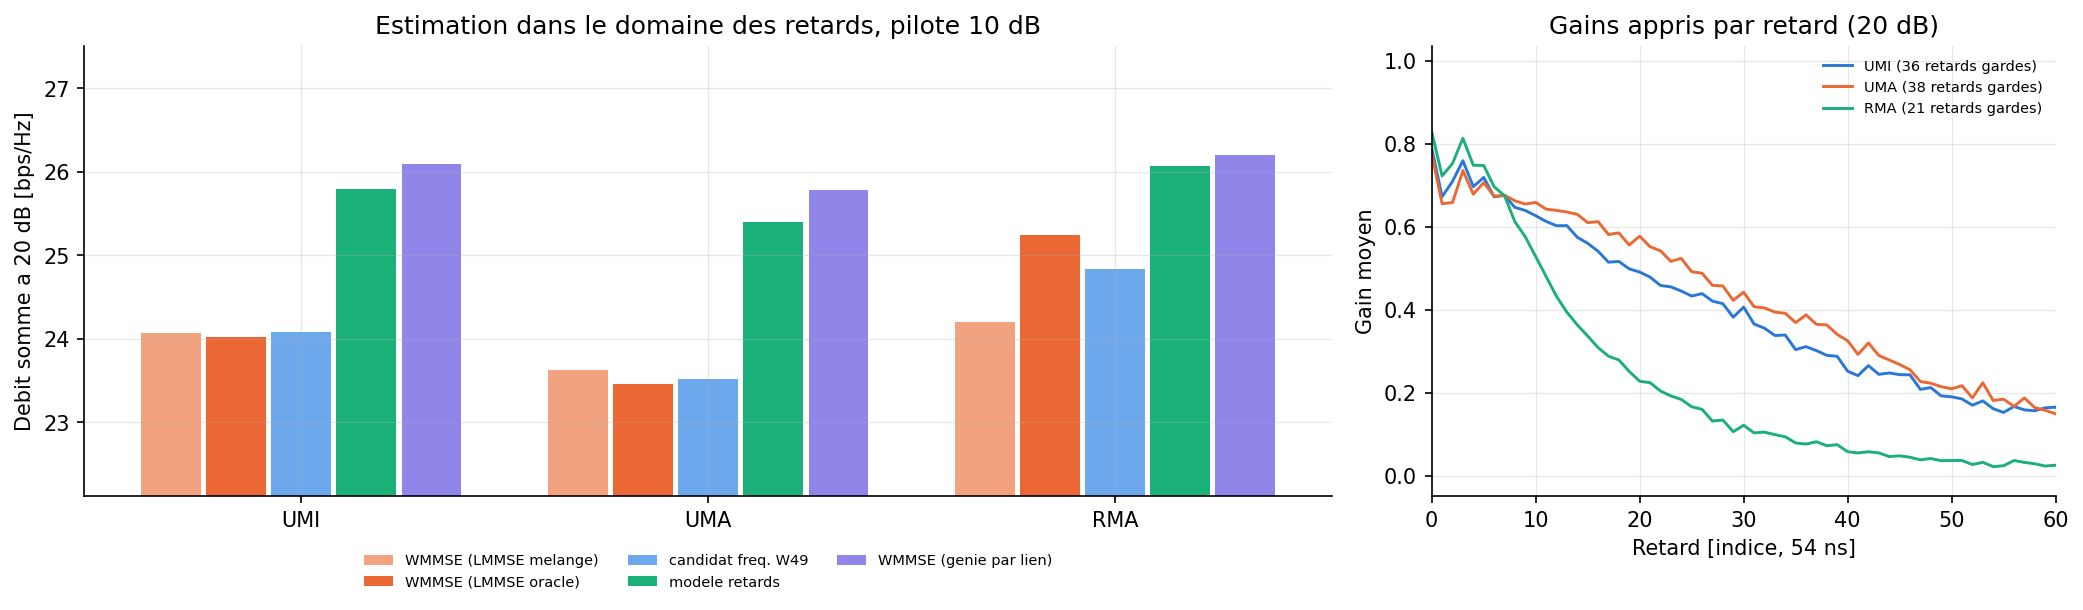 Estimation dans le domaine des retards, pilote 10 dB
Debit somme a 20 dB [bps/Hz]
27
26
25
24
23
UMI
UMA
RMA
WMMSE (LMMSE melange)
WMMSE (LMMSE oracle)
candidat freq. W49
modele retards
WMMSE (genie par lien)
Gains appris par retard (20 dB)
Gain moyen
1.0
0.8
0.6
0.4
0.2
0.0
UMI (36 retards gardes)
UMA (38 retards gardes)
RMA (21 retards gardes)
0
10
20
30
40
50
60
Retard [indice, 54 ns]